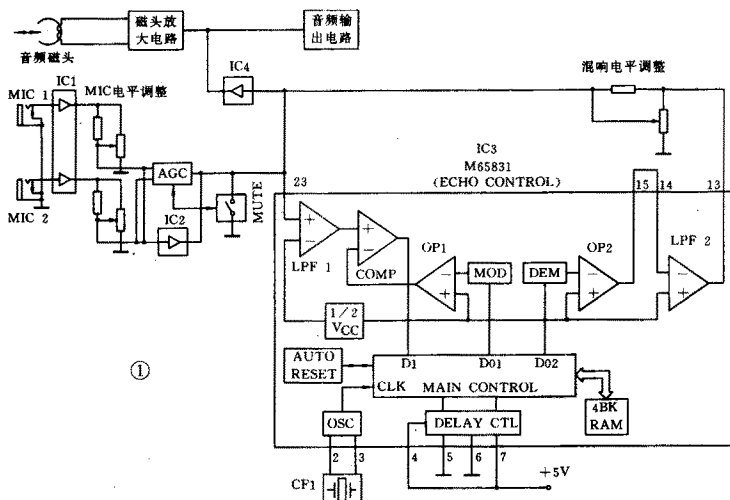 磁头放
大电路
音频输
出电路
音频磁头
IC4
混响电平调整
MIC 1
IC1
MIC电平调整
IC3
M65831
(ECHO CONTROL)
AGC
23
15
14
13
MIC 2
IC2
MUTE
LPF 1
COMP
OP1
MOD
DEM
OP2
LPF 2
1/2
VCC
AUTO
RESET
D1
D01
D02
CLK
MAIN CONTROL
①
OSC
DELAY CTL
4BK
RAM
2
3
4
5
6
7
CF1
+5V